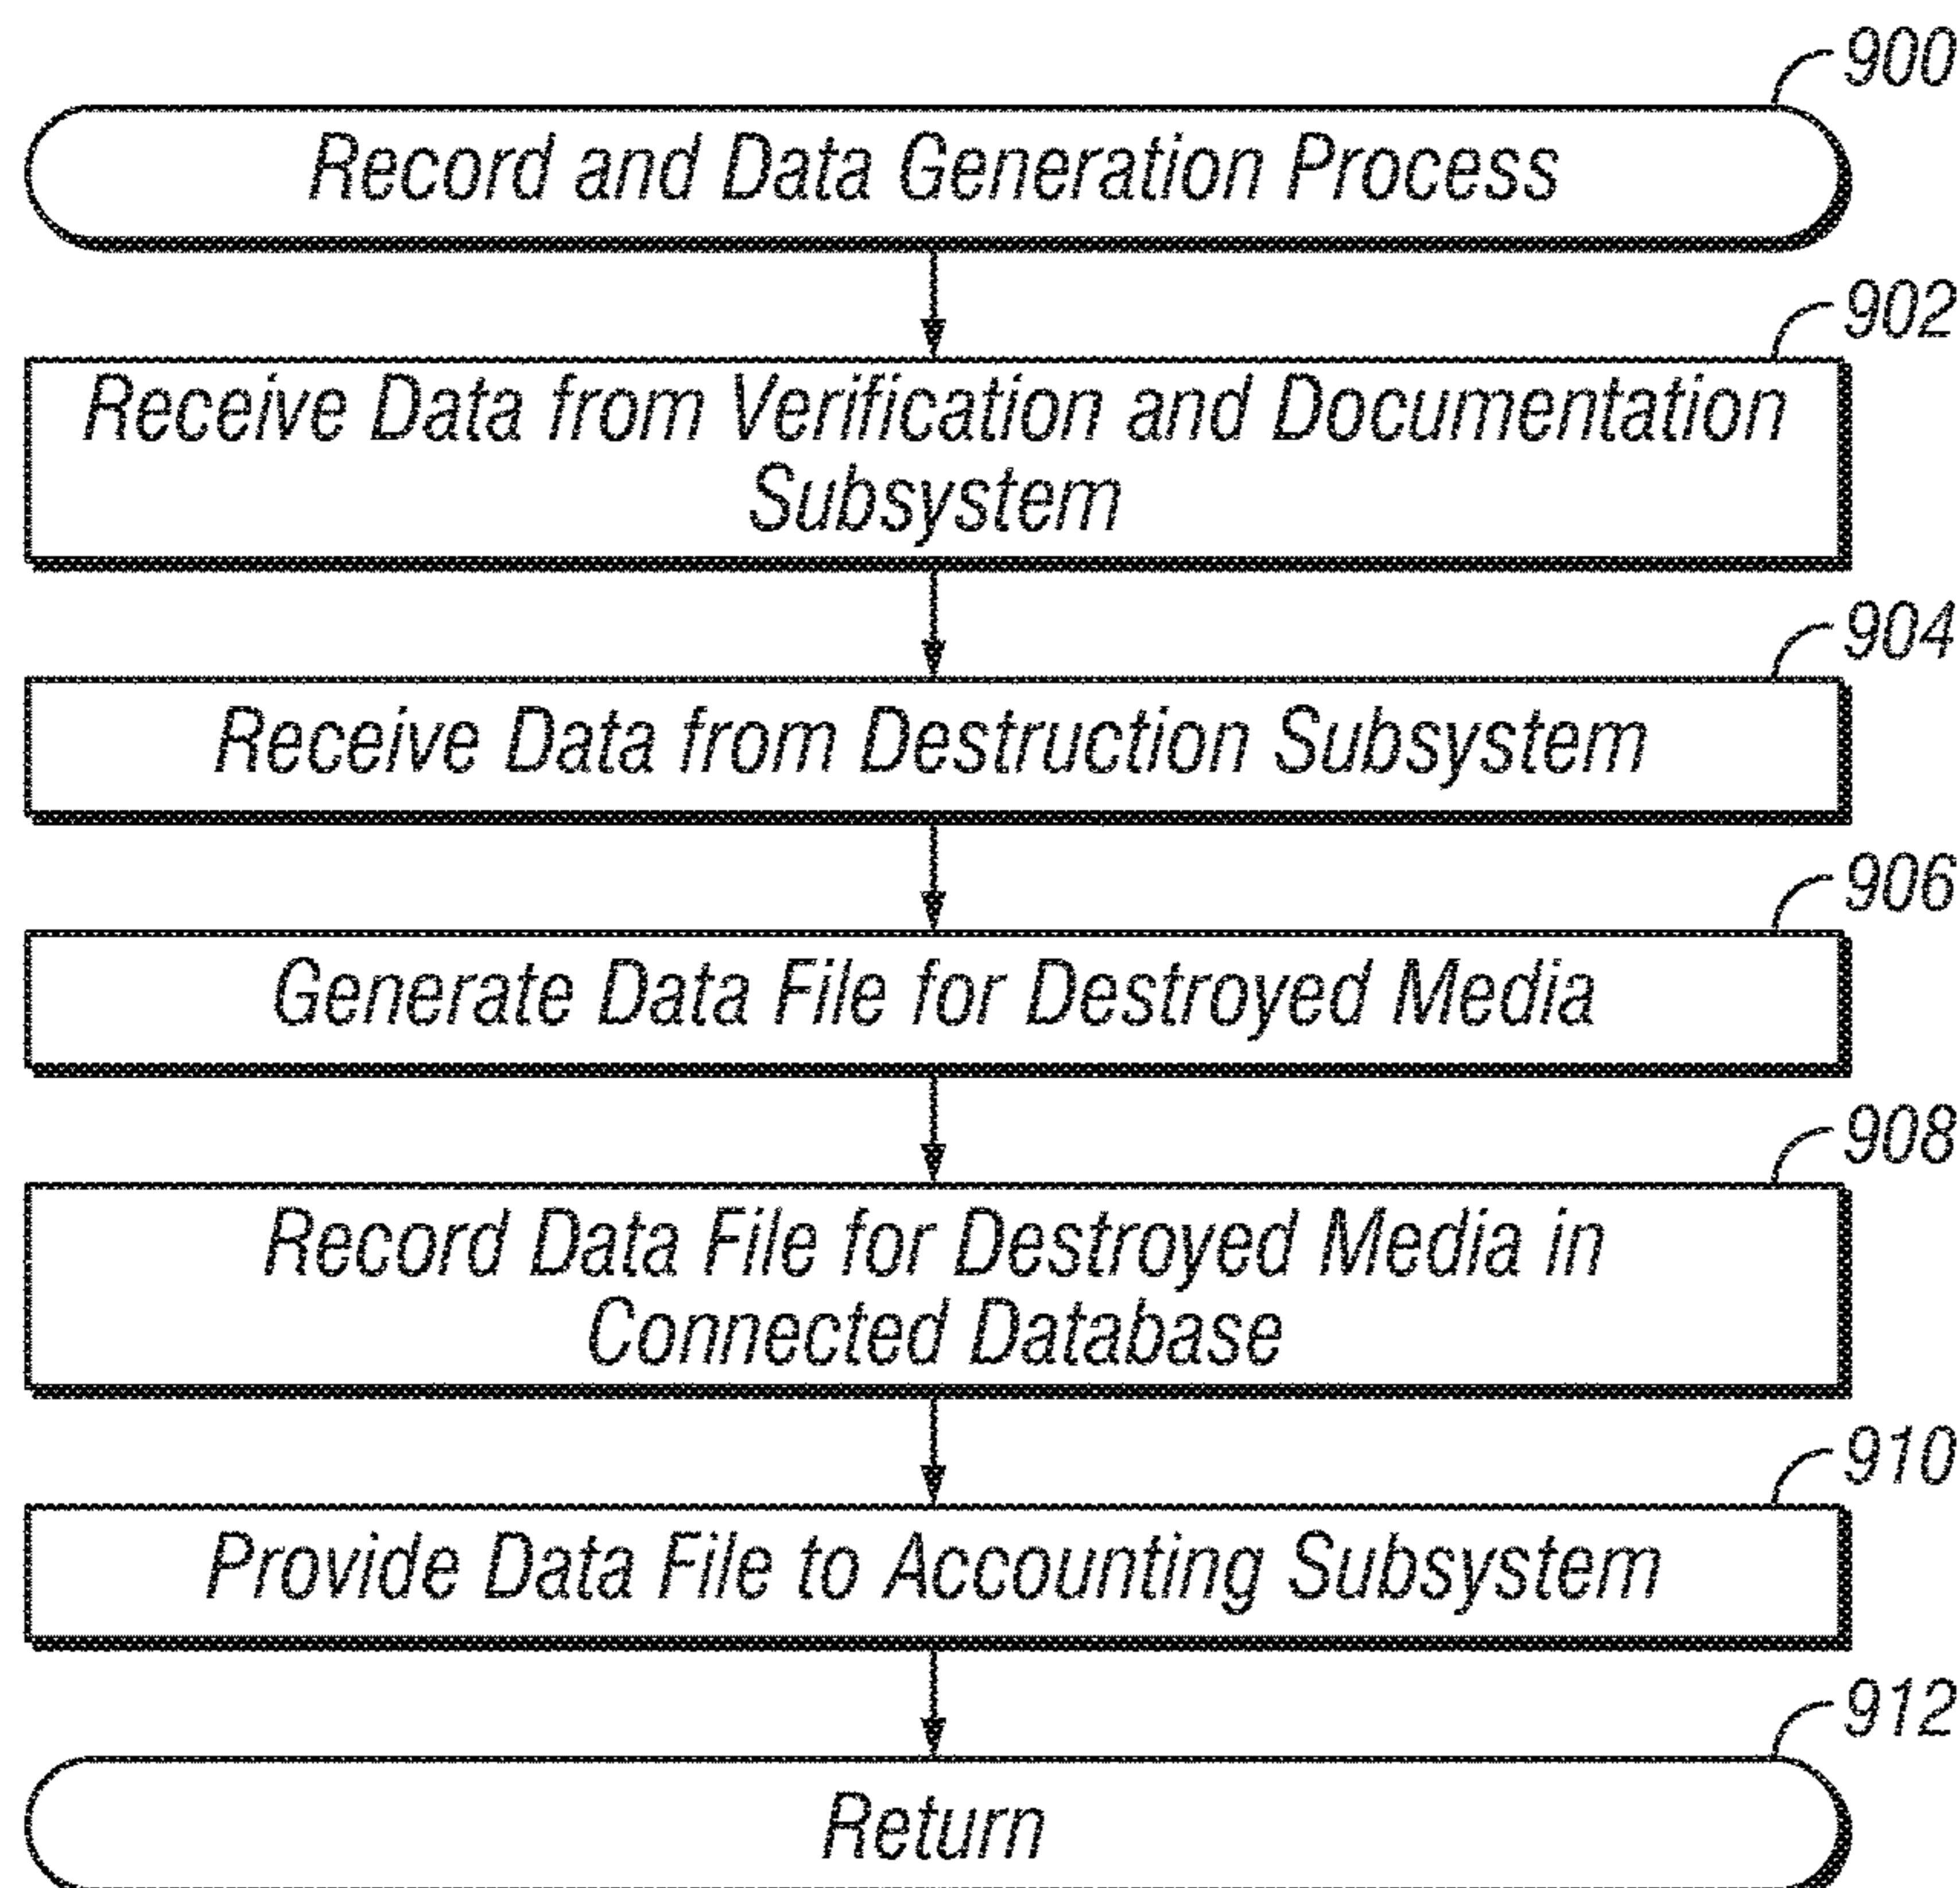 900
Record and Data Generation Process
902
Receive Data from Verification and Documentation
Subsystem
904
Receive Data from Destruction Subsystem
906
Generate Data File for Destroyed Media
908
Record Data File for Destroyed Media in
Connected Database
910
Provide Data File to Accounting Subsystem
912
Return